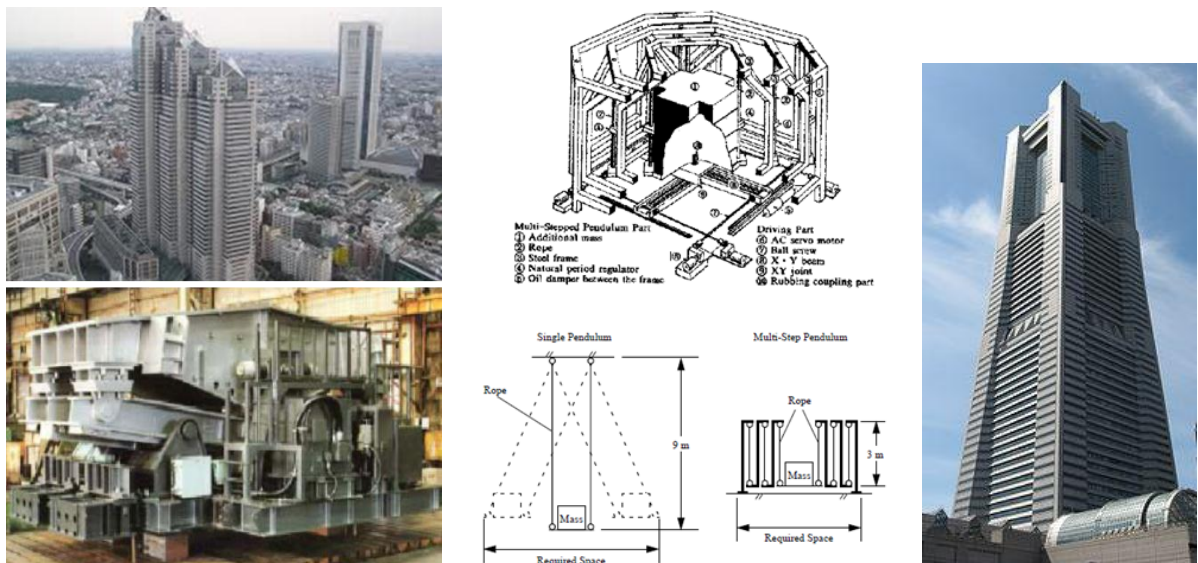 Multi-Stepped Pendulum Part
① Additional mass
② Rope
③ Steel frame
④ Natural period regulator
⑤ Oil damper between the frame
Driving Part
⑥ AC servo motor
⑦ Ball screw
⑧ X・Y beam
⑨ XY joint
⑩ Rubbing coupling part
Single Pendulum
Rope
9 m
Mass
Required Space
Multi-Step Pendulum
Rope
Mass
3 m
Required Space